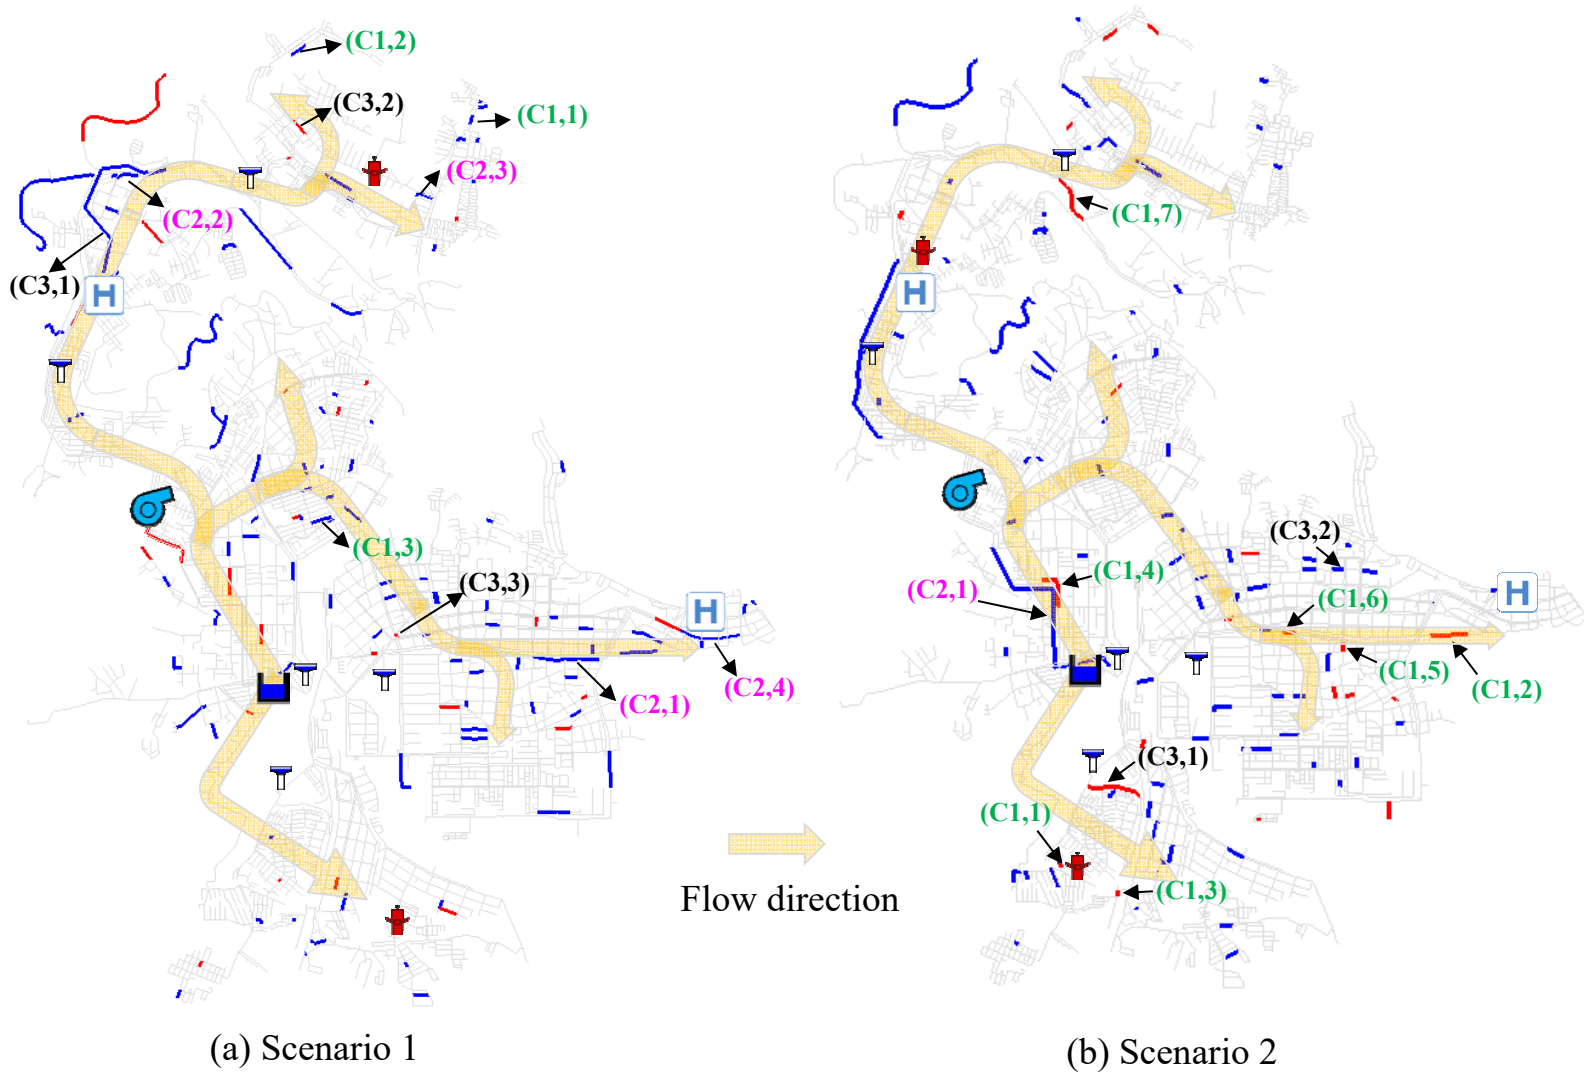 (C1,2)
(C3,2)
(C1,1)
(C2,3)
(C2,2)
(C3,1)
H
(C1,3)
(C3,3)
H
(C2,4)
(C2,1)
(a) Scenario 1
Flow direction
(C1,7)
H
(C3,2)
(C1,4)
(C2,1)
H
(C1,6)
(C1,5)
(C1,2)
(C3,1)
(C1,1)
(C1,3)
(b) Scenario 2